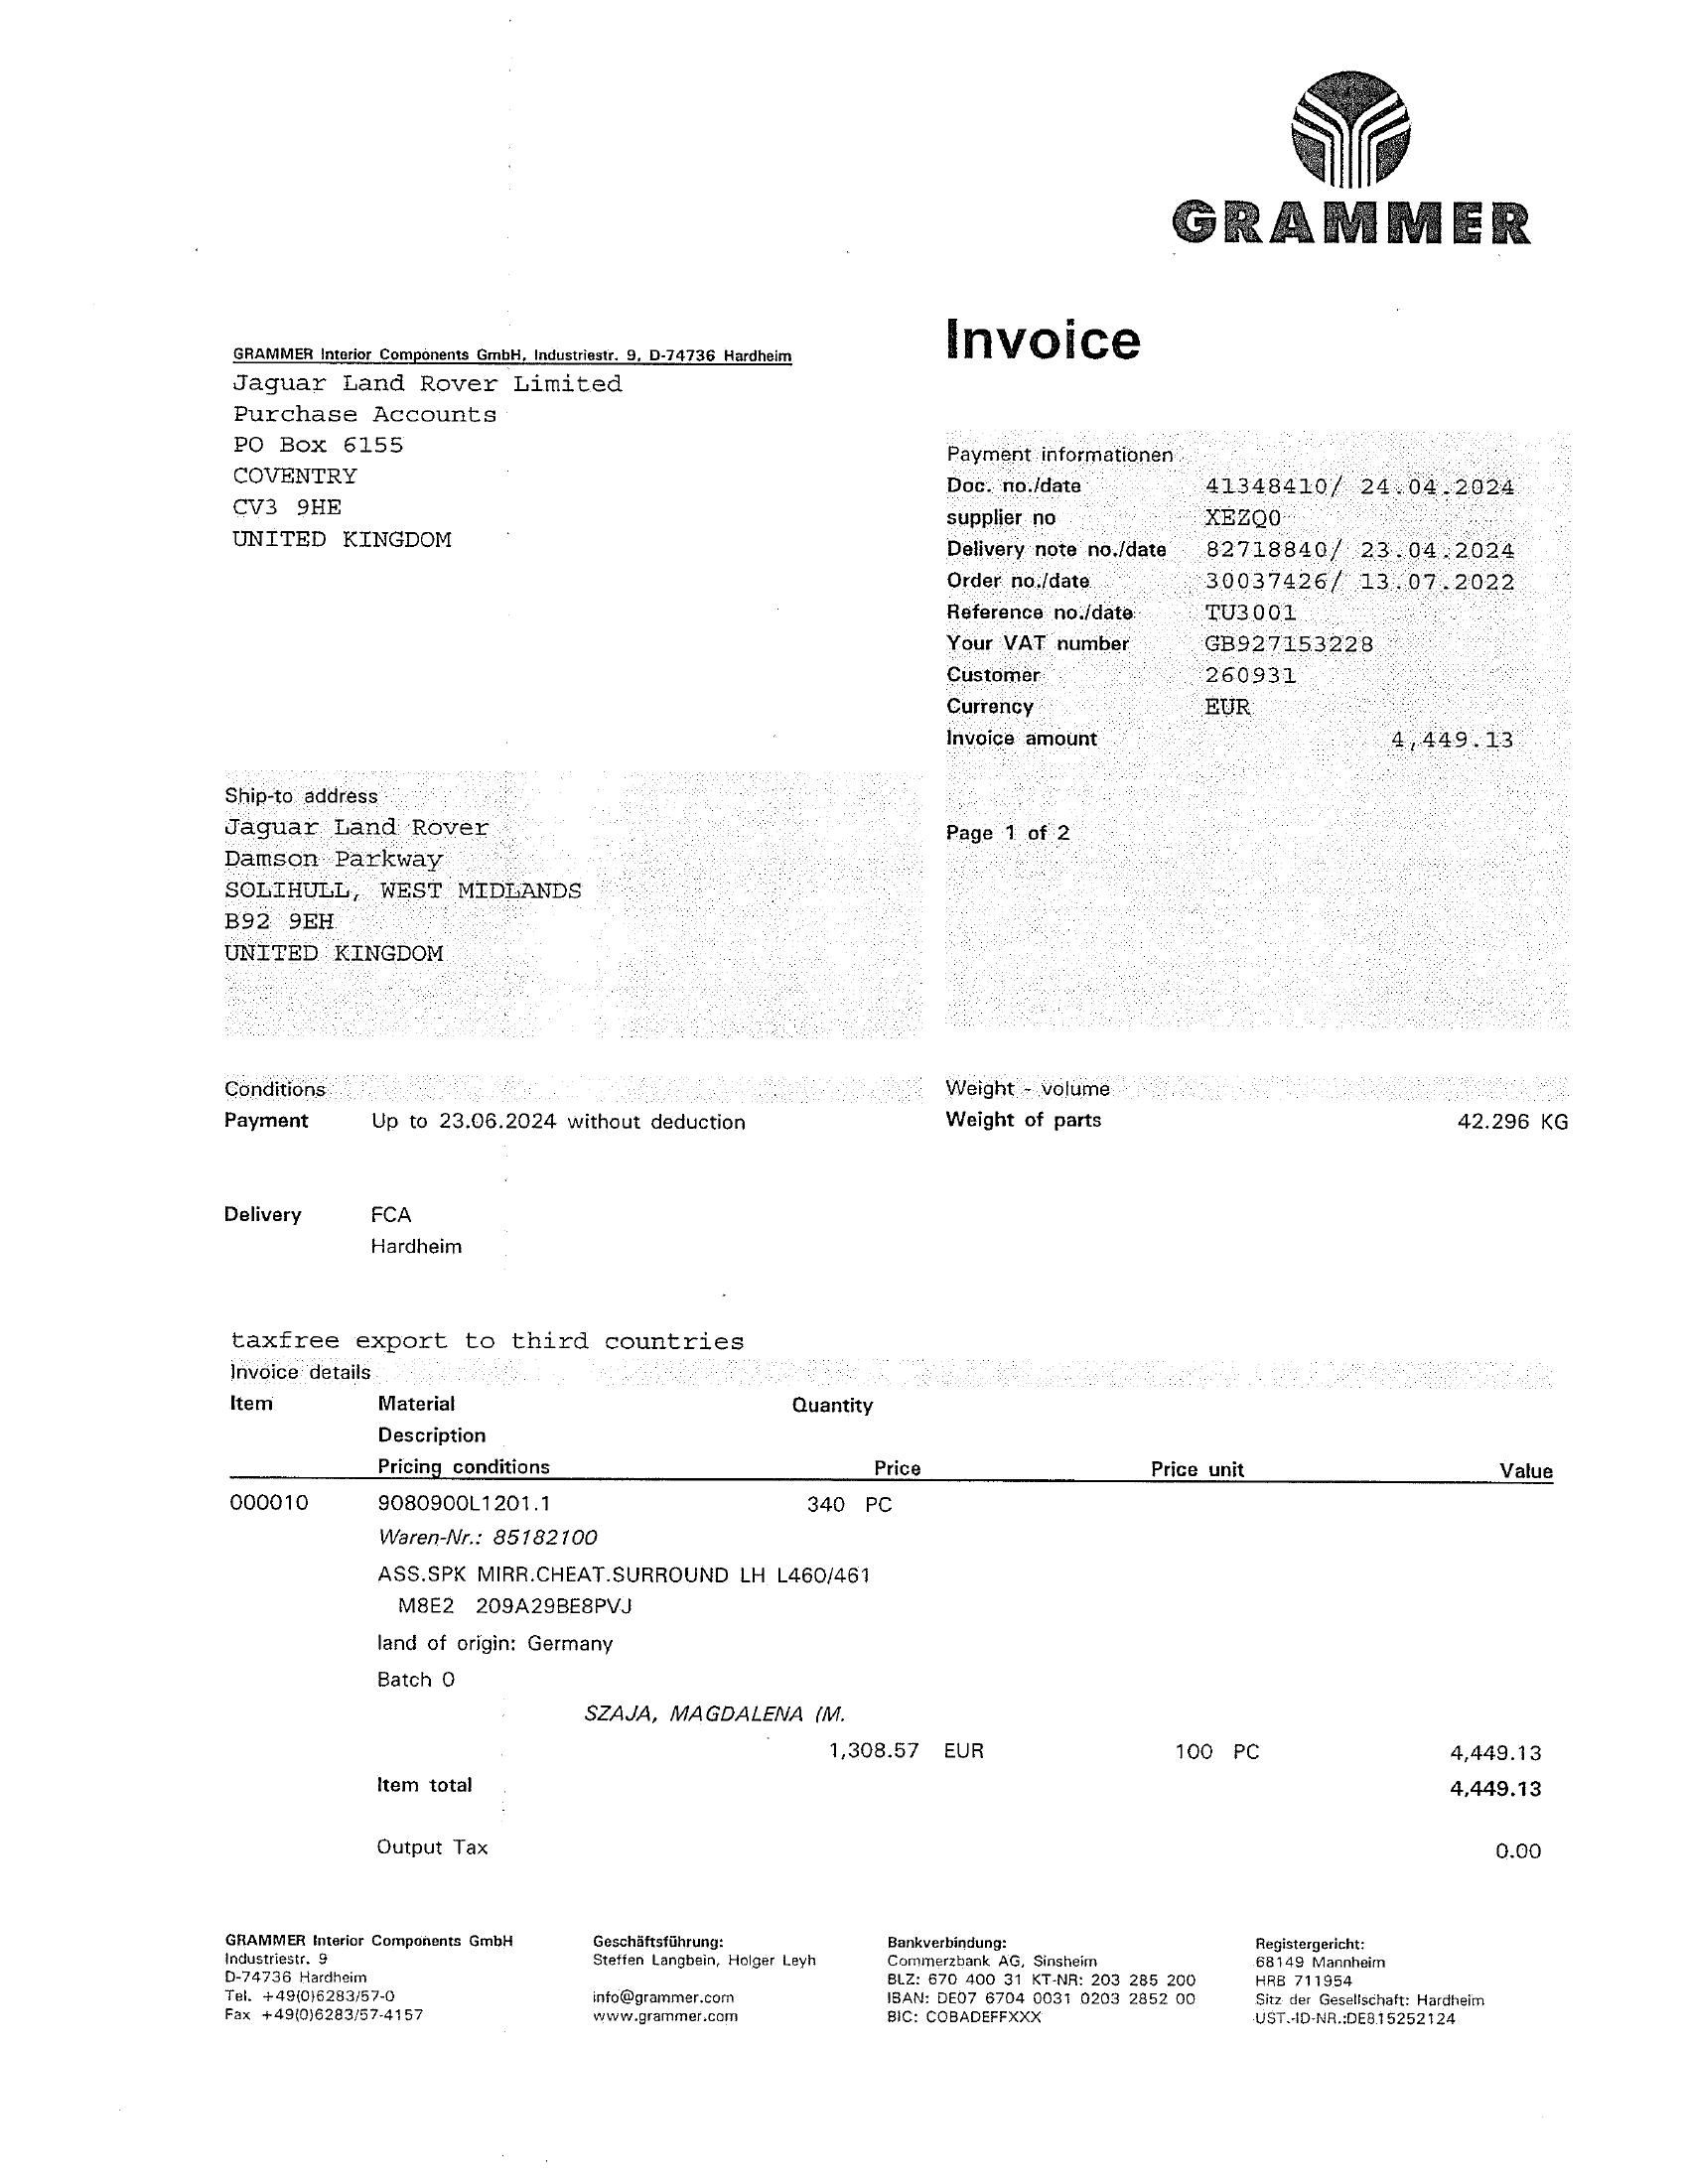 GRAMMER
Invoice
GRAMMER Interior Components GmbH, Industriestr. 9, D-74736 Hardheim
Jaguar Land Rover Limited
Purchase Accounts
PO Box 6155
COVENTRY
CV3 9HE
UNITED KINGDOM
Payment informationen
Doc. no./date 41348410/ 24.04.2024
supplier no XEZQ0
Delivery note no./date 82718840/ 23.04.2024
Order no./date 30037426/ 13.07.2022
Reference no./date TU3001
Your VAT number GB927153228
Customer 260931
Currency EUR
Invoice amount 4,449.13
Page 1 of 2
Ship-to address
Jaguar Land Rover
Damson Parkway
SOLIHULL, WEST MIDLANDS
B92 9EH
UNITED KINGDOM
Conditions
Payment Up to 23.06.2024 without deduction
Delivery FCA
Hardheim
Weight - volume
Weight of parts 42.296 KG
taxfree export to third countries
Invoice details
Item Material Quantity
Description
Pricing conditions Price Price unit Value
000010 9080900L1201.1 340 PC
Waren-Nr.: 85182100
ASS.SPK MIRR.CHEAT.SURROUND LH L460/461
M8E2 209A29BE8PVJ
land of origin: Germany
Batch 0
SZAJA, MAGDALENA (M.
1,308.57 EUR 100 PC 4,449.13
Item total 4,449.13
Output Tax 0.00
GRAMMER Interior Components GmbH
Industriestr. 9
D-74736 Hardheim
Tel. +49(0)6283/57-0
Fax +49(0)6283/57-4157
Geschäftsführung:
Steffen Langbein, Holger Leyh
info@grammer.com
www.grammer.com
Bankverbindung:
Commerzbank AG, Sinsheim
BLZ: 670 400 31 KT-NR: 203 285 200
IBAN: DE07 6704 0031 0203 2852 00
BIC: COBADEFFXXX
Registergericht:
68149 Mannheim
HRB 711954
Sitz der Gesellschaft: Hardheim
UST.-ID-NR.:DE815252124